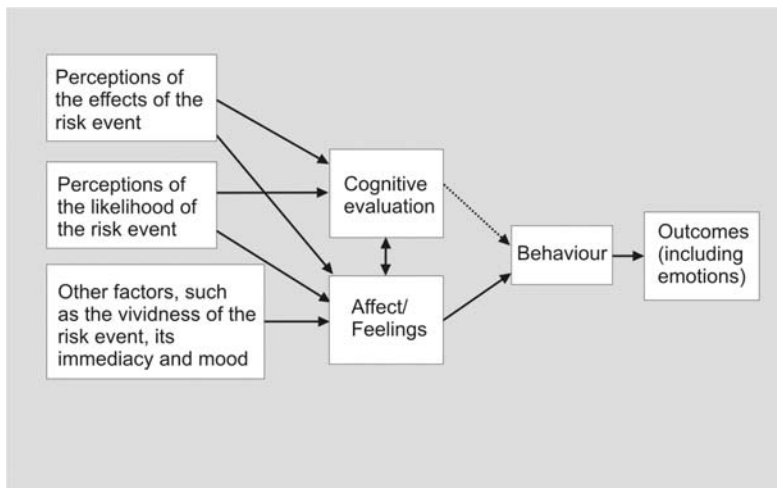 Perceptions of
the effects of the
risk event
Perceptions of
the likelihood of
the risk event
Other factors, such
as the vividness of the
risk event, its
immediacy and mood
Cognitive
evaluation
Affect/
Feelings
Behaviour
Outcomes
(including
emotions)